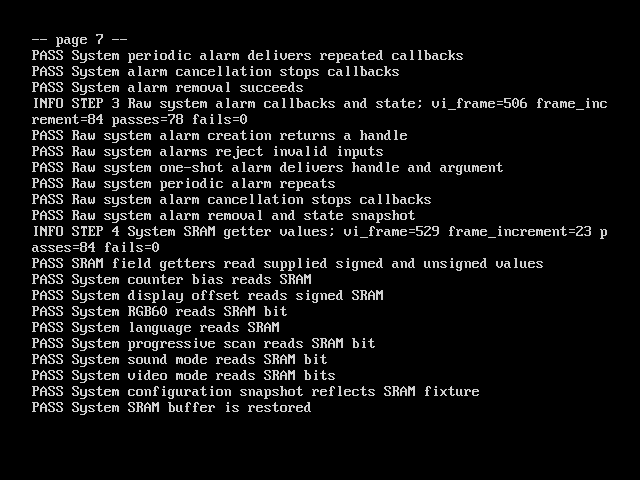 -- page 7 --
PASS System periodic alarm delivers repeated callbacks
PASS System alarm cancellation stops callbacks
PASS System alarm removal succeeds
INFO STEP 3 Raw system alarm callbacks and state; vi_frame=506 frame_inc
rement=84 passes=78 fails=0
PASS Raw system alarm creation returns a handle
PASS Raw system alarms reject invalid inputs
PASS Raw system one-shot alarm delivers handle and argument
PASS Raw system periodic alarm repeats
PASS Raw system alarm cancellation stops callbacks
PASS Raw system alarm removal and state snapshot
INFO STEP 4 System SRAM getter values; vi_frame=529 frame_increment=23 p
asses=84 fails=0
PASS SRAM field getters read supplied signed and unsigned values
PASS System counter bias reads SRAM
PASS System display offset reads signed SRAM
PASS System RGB60 reads SRAM bit
PASS System language reads SRAM
PASS System progressive scan reads SRAM bit
PASS System sound mode reads SRAM bit
PASS System video mode reads SRAM bits
PASS System configuration snapshot reflects SRAM fixture
PASS System SRAM buffer is restored